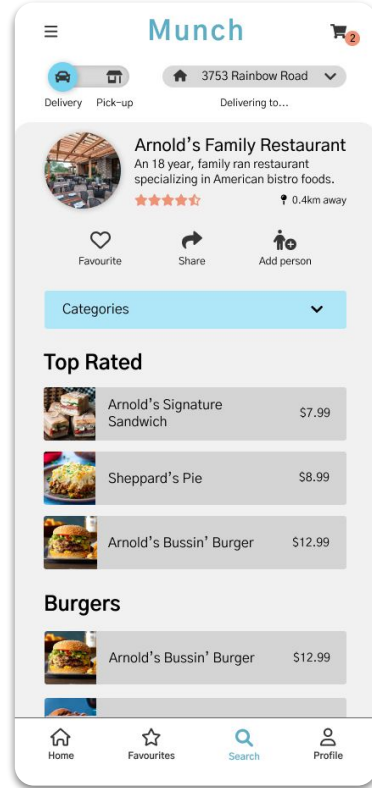 Munch
2
3753 Rainbow Road
Delivery Pick-up
Delivering to...
Arnold's Family Restaurant
An 18 year, family ran restaurant
specializing in American bistro foods.
0.4km away
Favourite
Share
Add person
Categories
Top Rated
Arnold's Signature
Sandwich
$7.99
Sheppard's Pie
$8.99
Arnold's Bussin' Burger
$12.99
Burgers
Arnold's Bussin' Burger
$12.99
Home
Favourites
Search
Profile